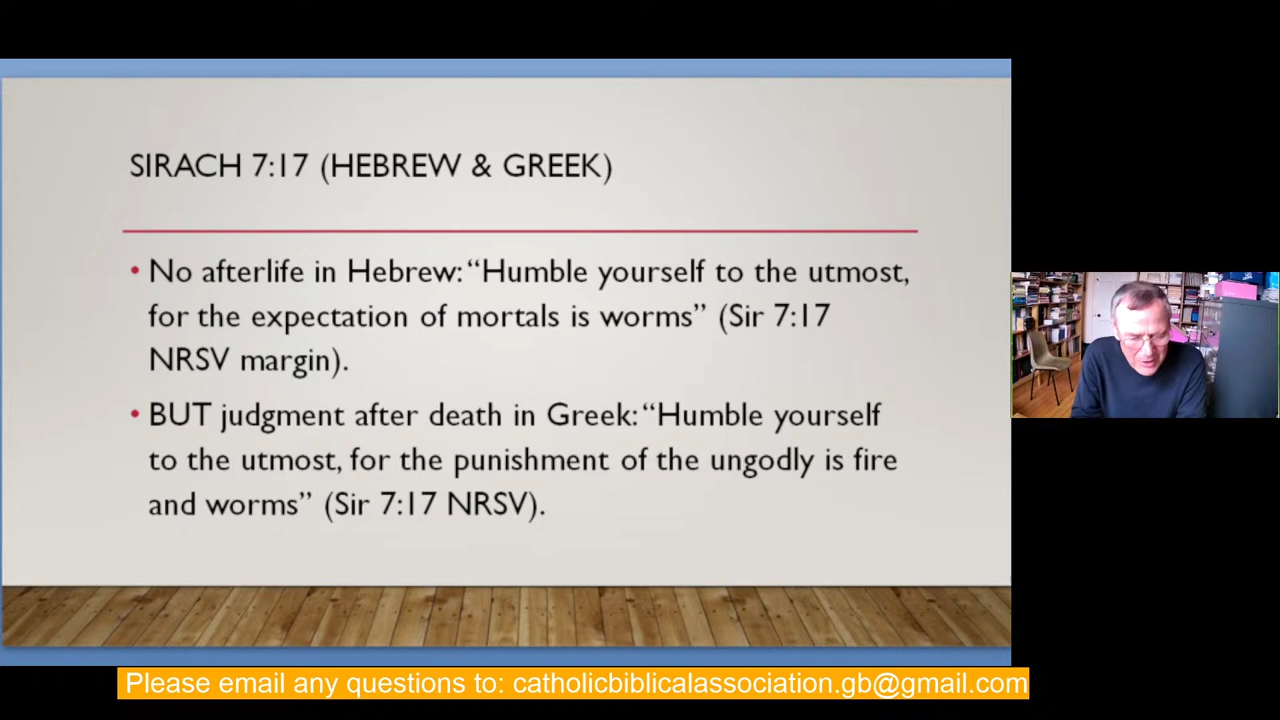 SIRACH 7:17 (HEBREW & GREEK)
• No afterlife in Hebrew: “Humble yourself to the utmost,
for the expectation of mortals is worms” (Sir 7:17
NRSV margin).
• BUT judgment after death in Greek: “Humble yourself
to the utmost, for the punishment of the ungodly is fire
and worms” (Sir 7:17 NRSV).
Please email any questions to: catholicbiblicalassociation.gb@gmail.com